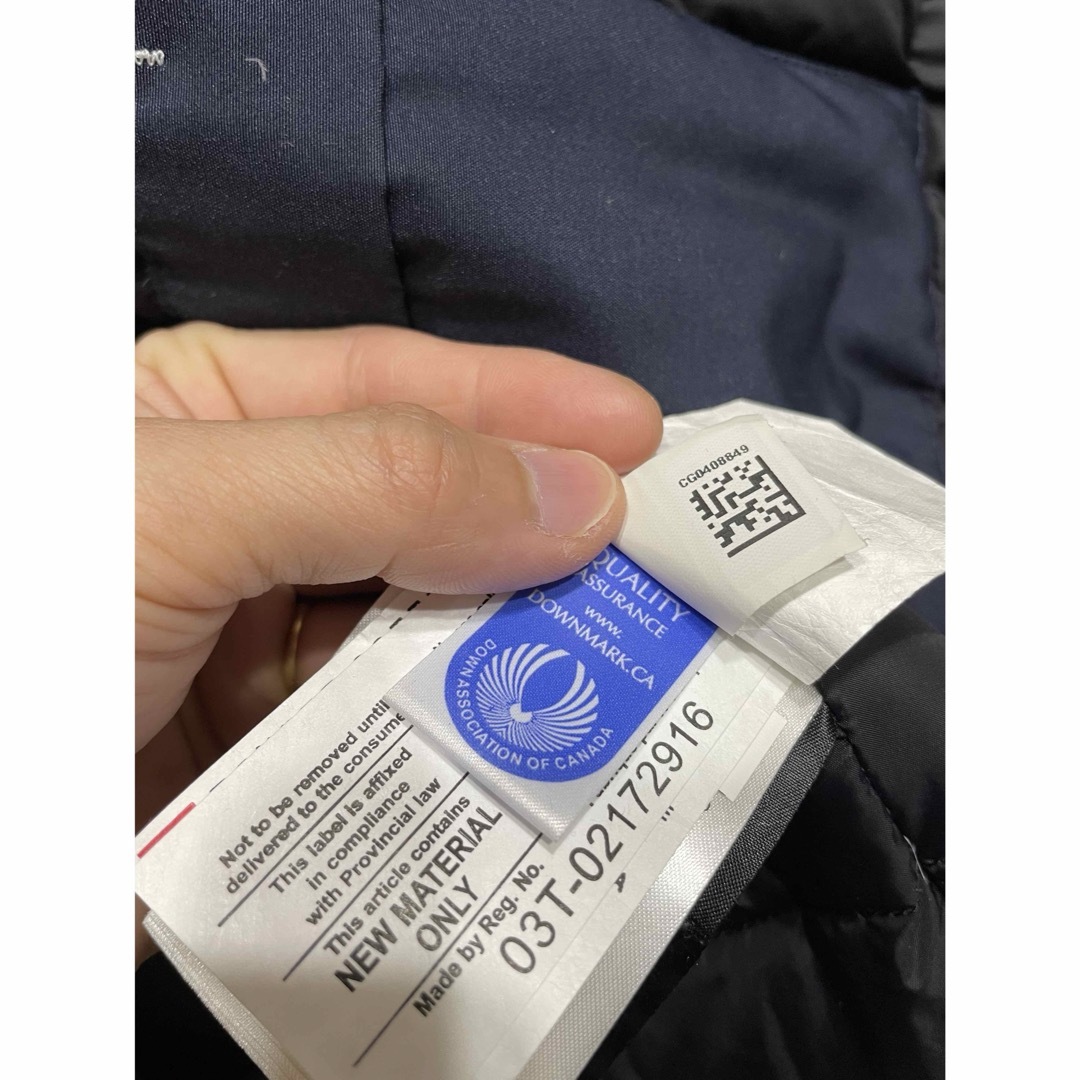 CG0408849
QUALITY
ASSURANCE
www.
DOWNMARK.CA
DOWN ASSOCIATION OF CANADA
Not to be removed until
delivered to the consume
This label is affixed
in compliance
with Provincial law
This article contains
NEW MATERIAL
ONLY
Made by Reg. No.
03T-02172916